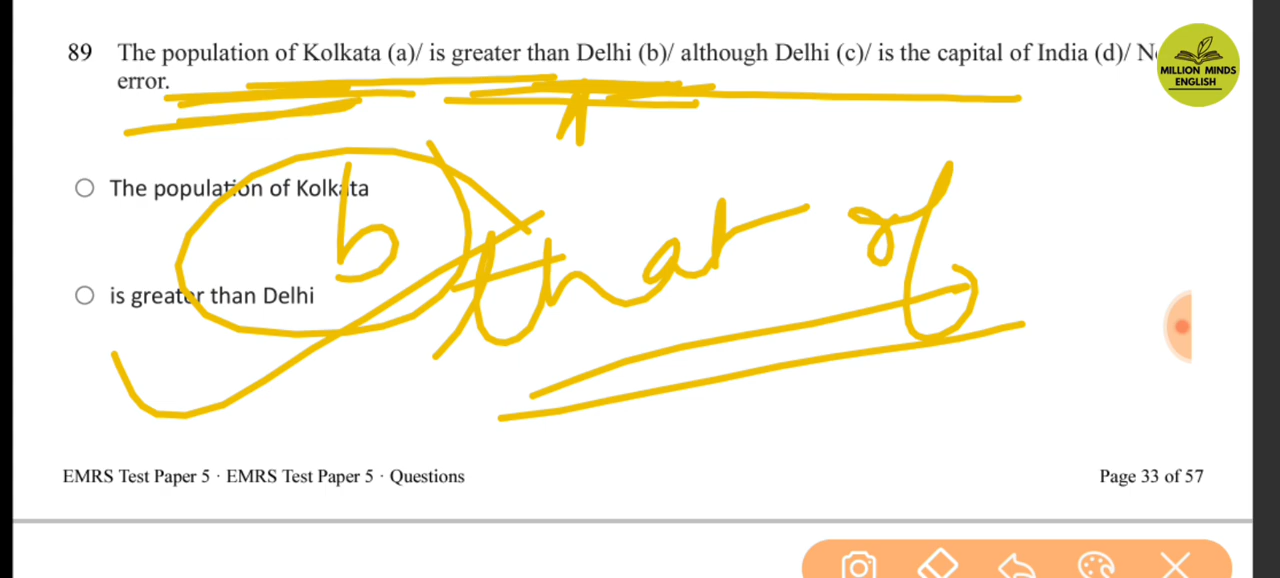 89 The population of Kolkata (a)/ is greater than Delhi (b)/ although Delhi (c)/ is the capital of India (d)/
error.
MILLION MINDS
ENGLISH
The population of Kolkata
b
that of
is greater than Delhi
EMRS Test Paper 5 · EMRS Test Paper 5 · Questions
Page 33 of 57